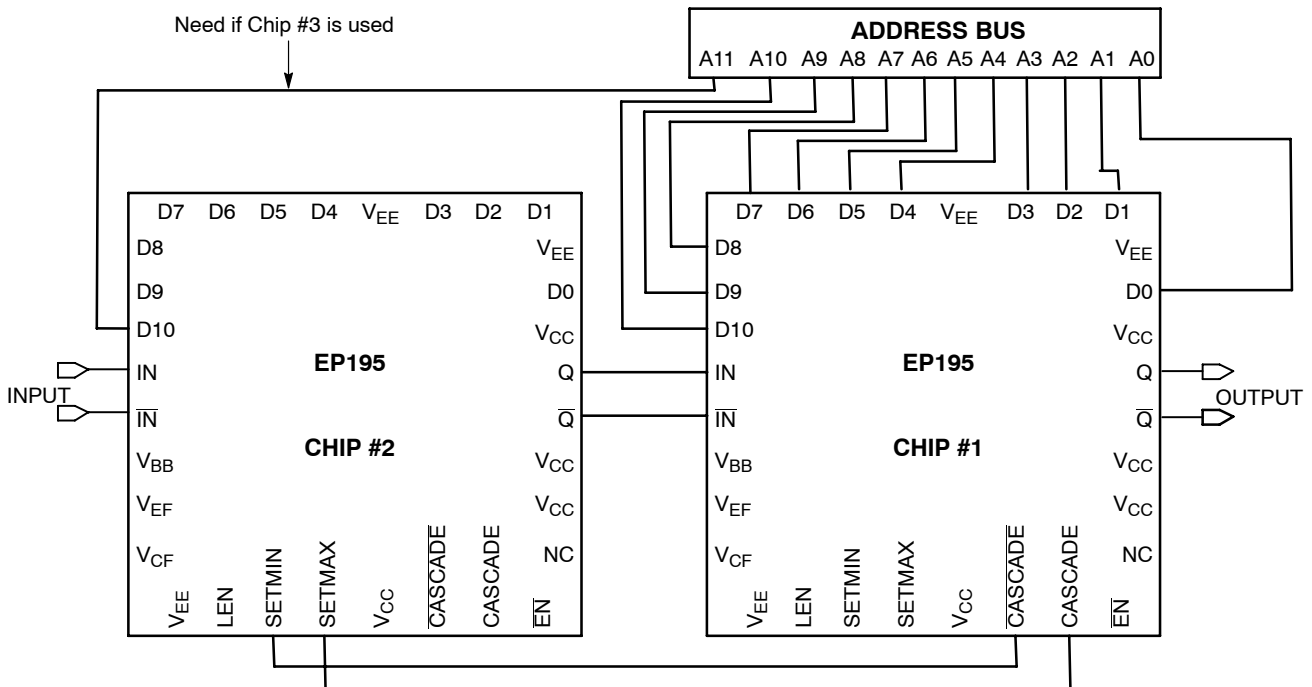 Need if Chip #3 is used
ADDRESS BUS
A11 A10 A9 A8 A7 A6 A5 A4 A3 A2 A1 A0
D7 D6 D5 D4 VEE D3 D2 D1
D8 VEE
D9 D0
D10 VCC
EP195
IN Q
INPUT
IN Q
CHIP #2
VBB VCC
VEF VCC
VCF NC
VEE LEN SETMIN SETMAX VCC CASCADE CASCADE EN
D7 D6 D5 D4 VEE D3 D2 D1
D8 VEE
D9 D0
D10 VCC
EP195
IN Q
OUTPUT
IN Q
CHIP #1
VBB VCC
VEF VCC
VCF NC
VEE LEN SETMIN SETMAX VCC CASCADE CASCADE EN